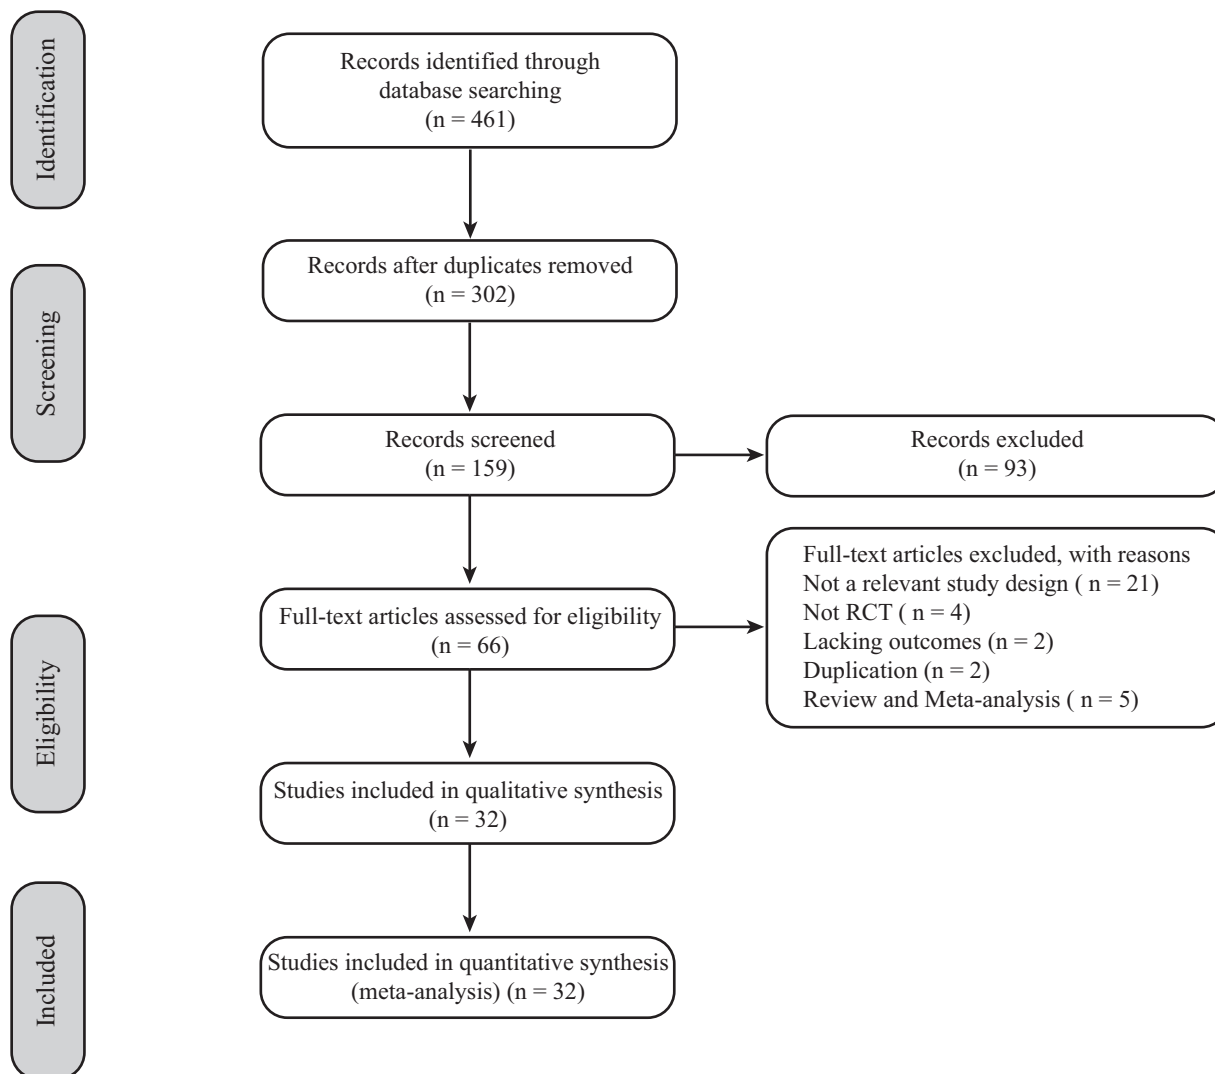 Identification
Records identified through
database searching
(n = 461)
Screening
Records after duplicates removed
(n = 302)
Records screened
(n = 159)
Records excluded
(n = 93)
Eligibility
Full-text articles assessed for eligibility
(n = 66)
Full-text articles excluded, with reasons
Not a relevant study design ( n = 21)
Not RCT ( n = 4)
Lacking outcomes (n = 2)
Duplication (n = 2)
Review and Meta-analysis ( n = 5)
Studies included in qualitative synthesis
(n = 32)
Included
Studies included in quantitative synthesis
(meta-analysis) (n = 32)